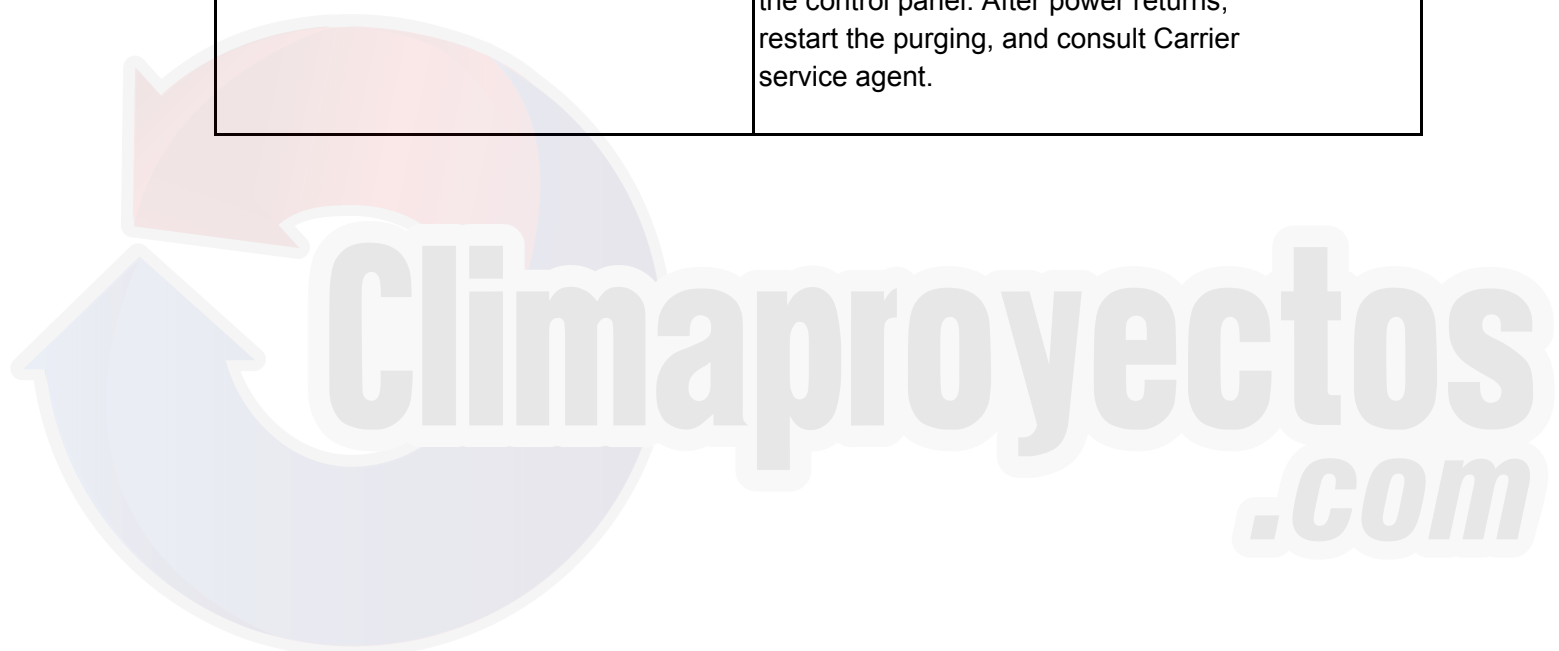 the control panel. After power returns,
restart the purging, and consult Carrier
service agent.
Climaproyectos
.com